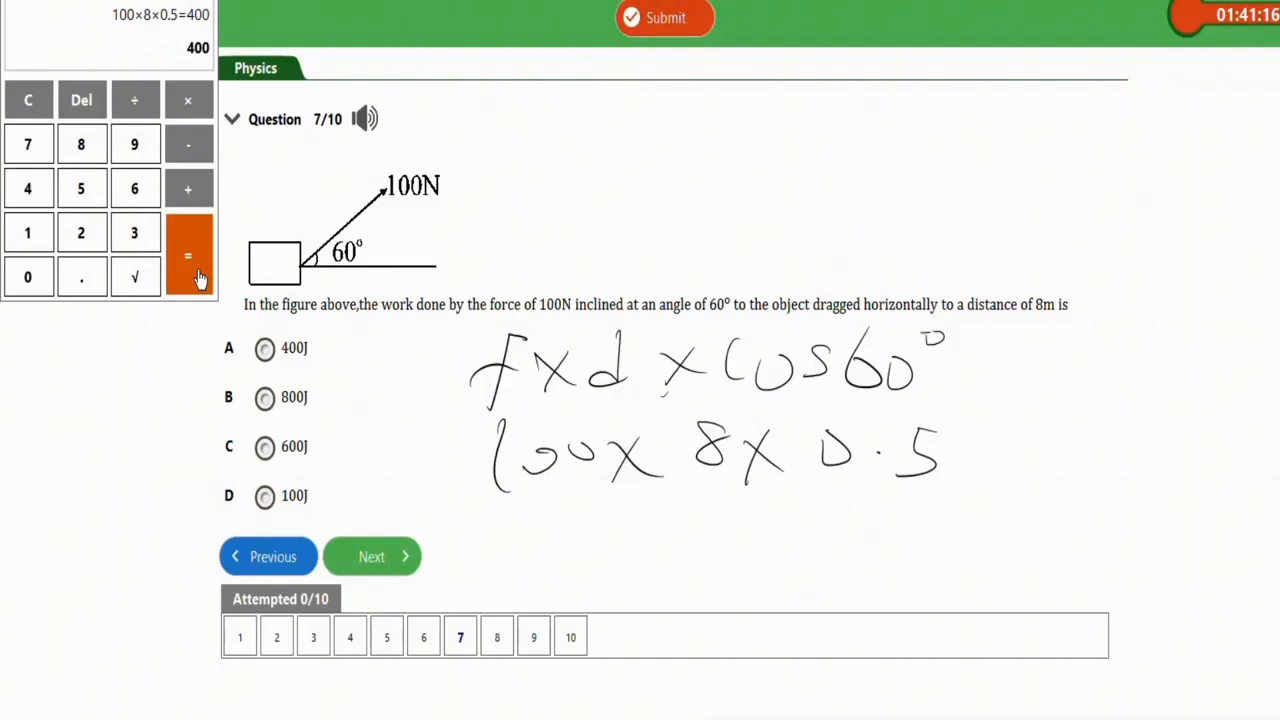 100×8×0.5=400
400
C Del ÷ ×
7 8 9 -
4 5 6 +
1 2 3 =
0 . √
Submit
01:41:16
Physics
Question 7/10
100N
60°
In the figure above,the work done by the force of 100N inclined at an angle of 60° to the object dragged horizontally to a distance of 8m is
A 400J
B 800J
C 600J
D 100J
f x d x Cos60°
100 x 8 x 0.5
Previous Next
Attempted 0/10
1 2 3 4 5 6 7 8 9 10